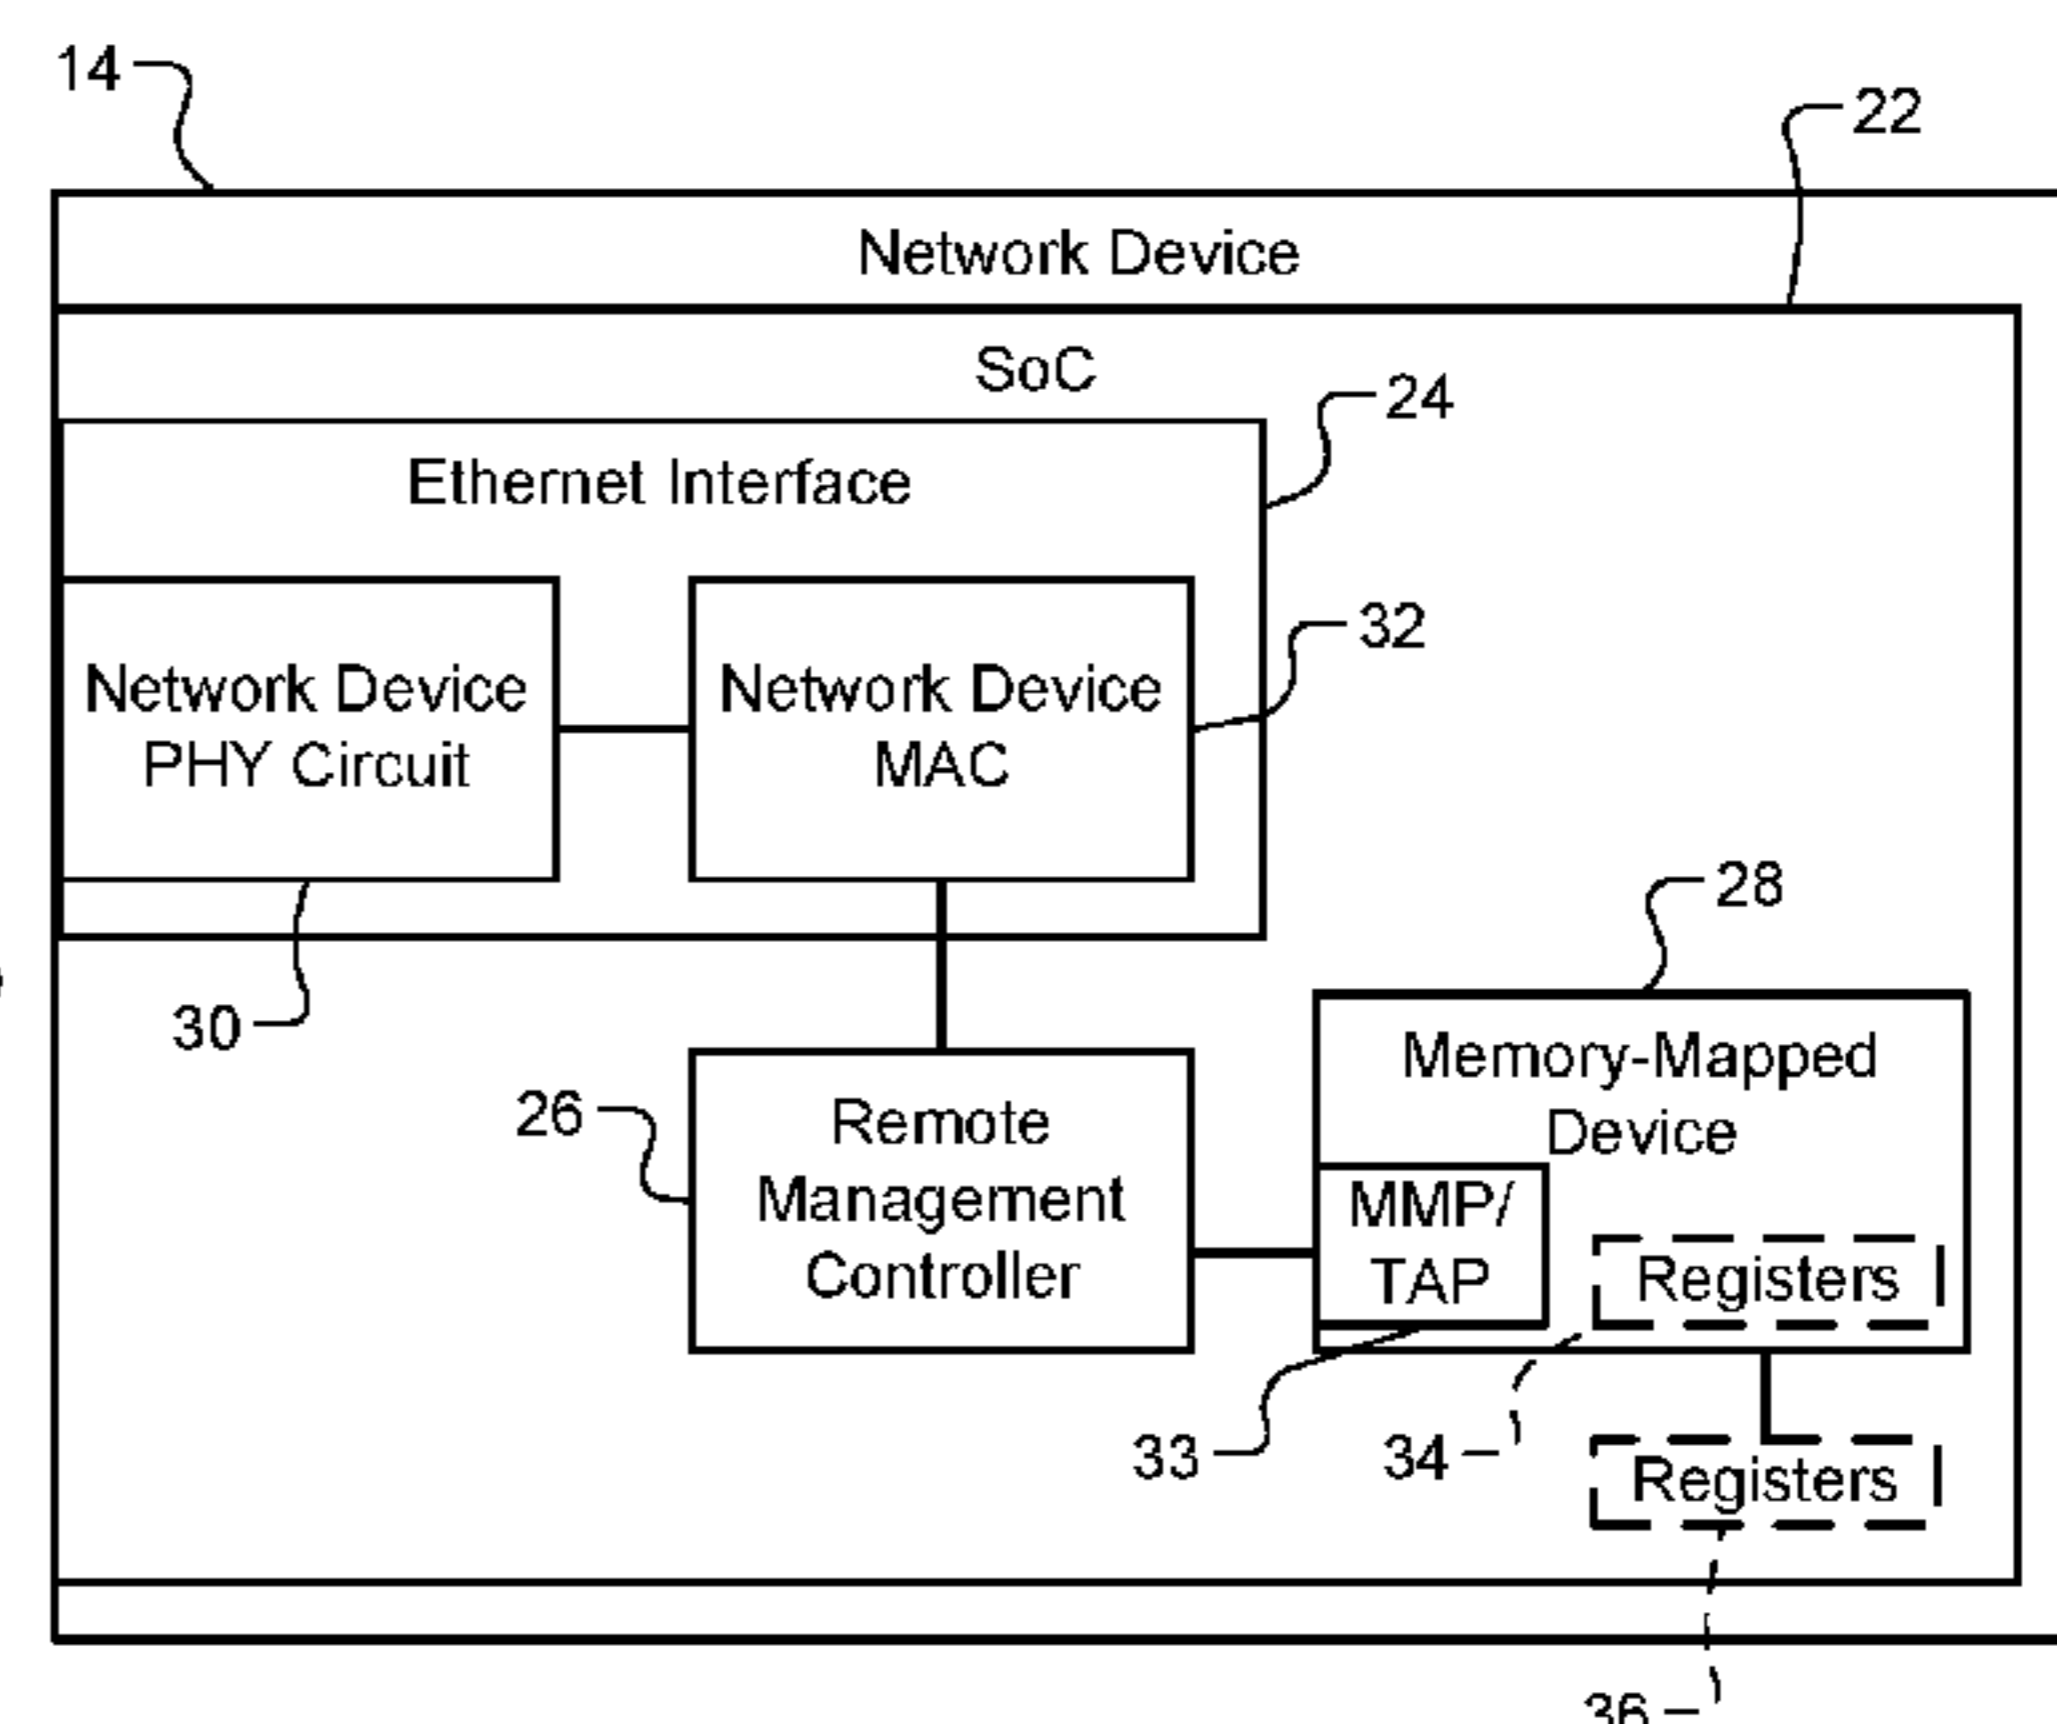 14
22
Network Device
SoC
24
Ethernet Interface
32
Network Device
PHY Circuit
Network Device
MAC
28
30
26
Remote
Management
Controller
Memory-Mapped
Device
MMP/
TAP
Registers
33
34
Registers
36